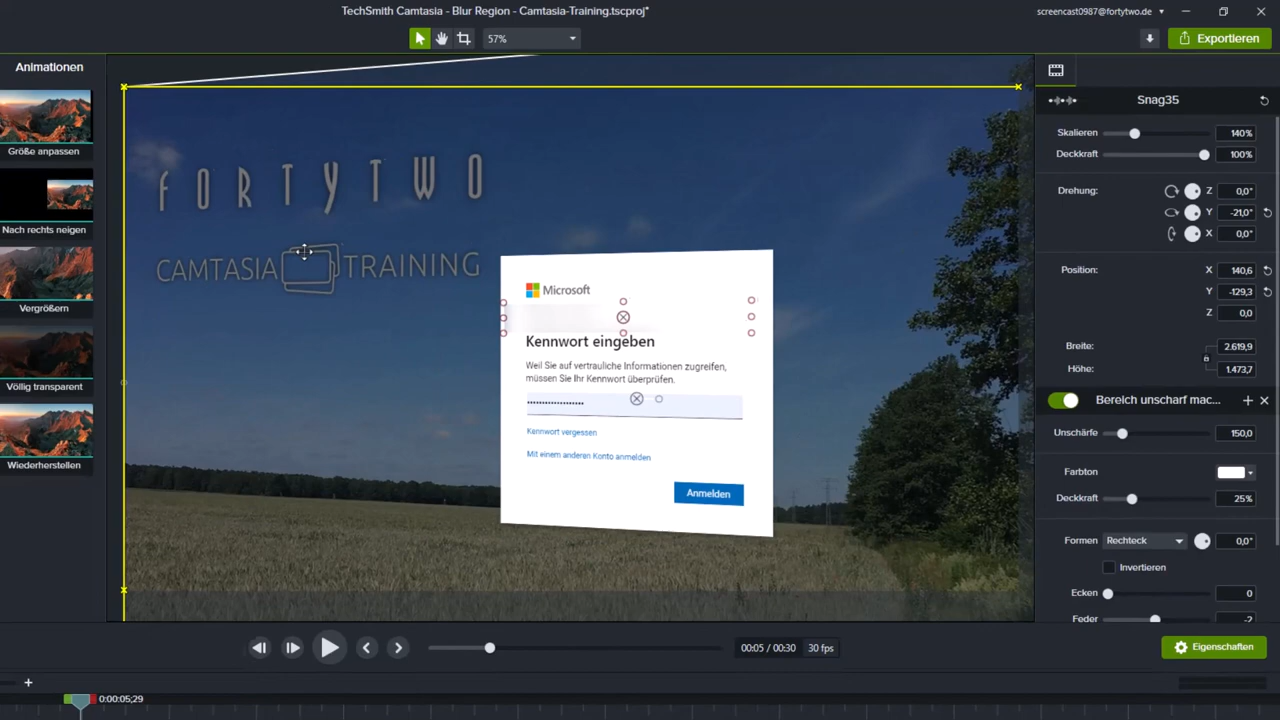 TechSmith Camtasia - Blur Region - Camtasia-Training.tscproj*
screencast0987@fortytwo.de
57%
Exportieren
Animationen
Größe anpassen
Nach rechts neigen
Vergrößern
Völlig transparent
Wiederherstellen
fORTYTWO
CAMTASIA TRAINING
Microsoft
Kennwort eingeben
Weil Sie auf vertrauliche Informationen zugreifen,
müssen Sie Ihr Kennwort überprüfen.
Kennwort vergessen
Mit einem anderen Konto anmelden
Anmelden
Snag35
Skalieren 140%
Deckkraft 100%
Drehung: Z 0,0°
Y -21,0°
X 0,0°
Position: X 140,6
Y -129,3
Z 0,0
Breite: 2.619,9
Höhe: 1.473,7
Bereich unscharf mac...
Unschärfe 150,0
Farbton
Deckkraft 25%
Formen Rechteck 0,0°
Invertieren
Ecken 0
Feder -2
00:05 / 00:30 30 fps
Eigenschaften
0:00:05;29